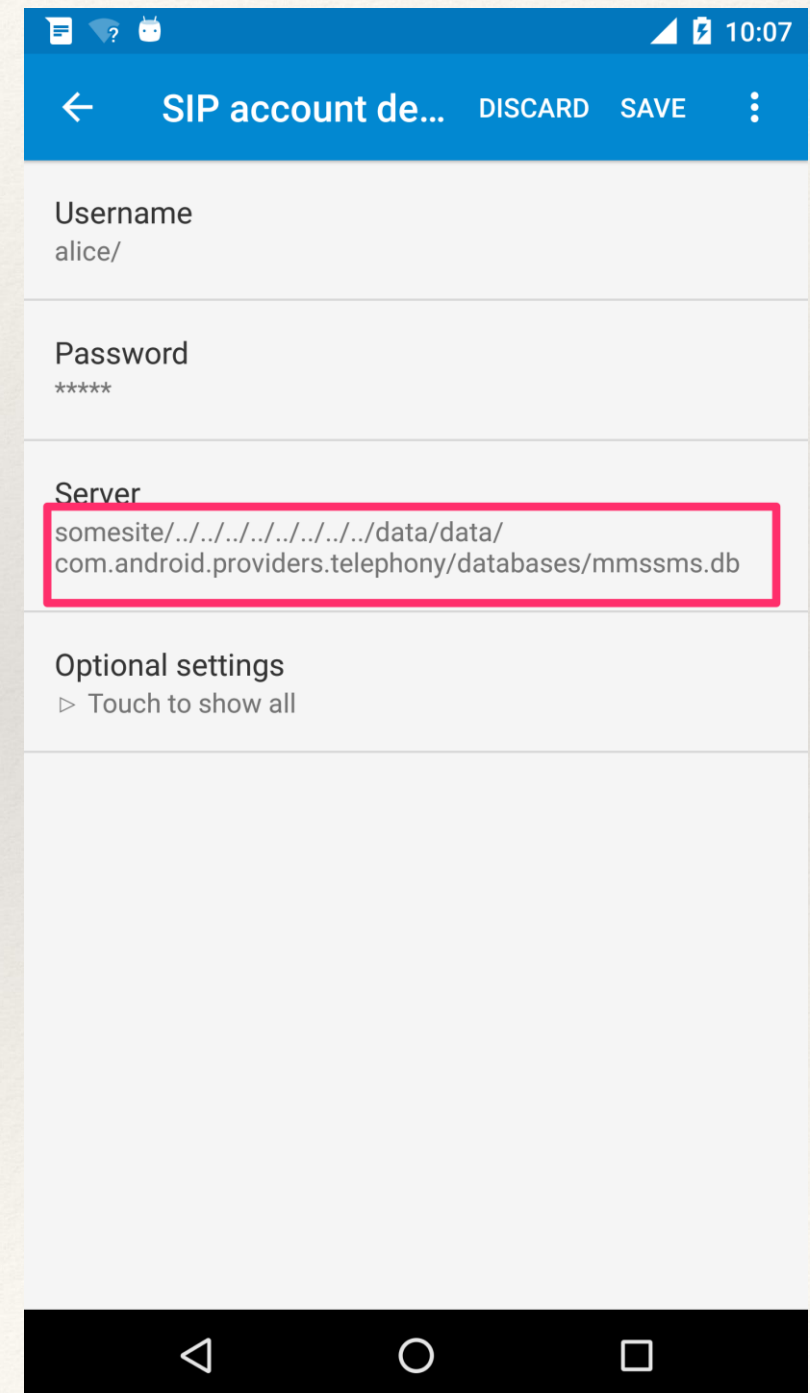 10:07
SIP account de... DISCARD SAVE
Username
alice/
Password
*****
Server
somesite/../../../../../../../../data/data/
com.android.providers.telephony/databases/mmssms.db
Optional settings
▷ Touch to show all